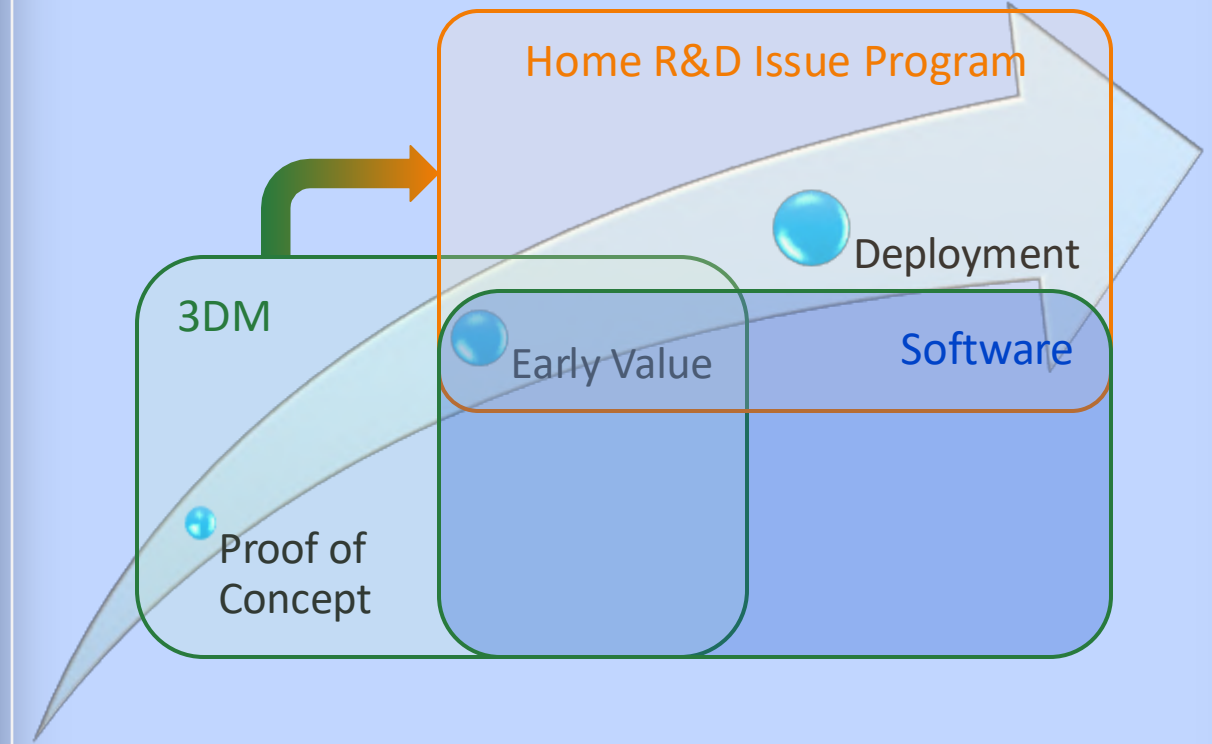 Home R&D Issue Program
Deployment
3DM
Software
Early Value
Proof of
Concept